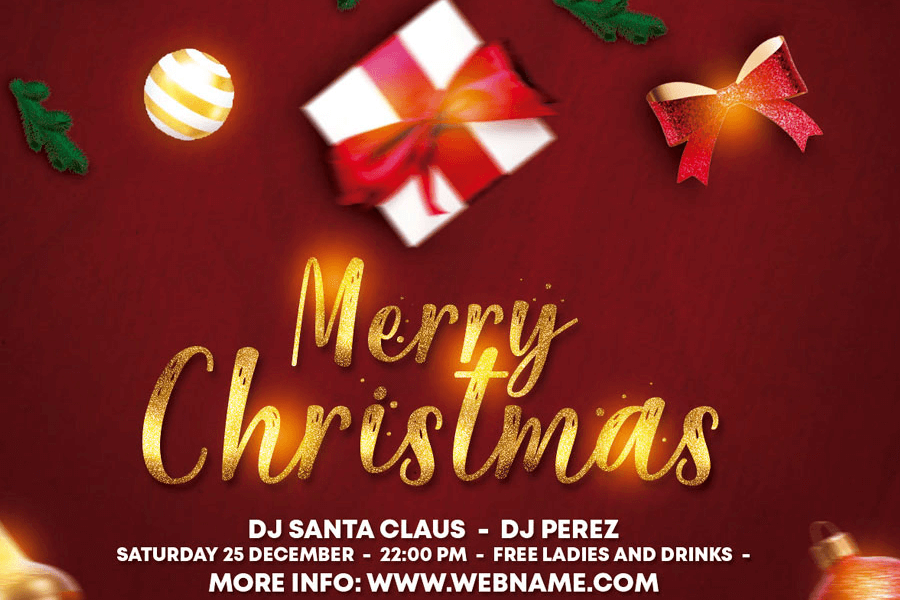 Merry
Christmas
DJ SANTA CLAUS - DJ PEREZ
SATURDAY 25 DECEMBER - 22:00 PM - FREE LADIES AND DRINKS -
MORE INFO: WWW.WEBNAME.COM